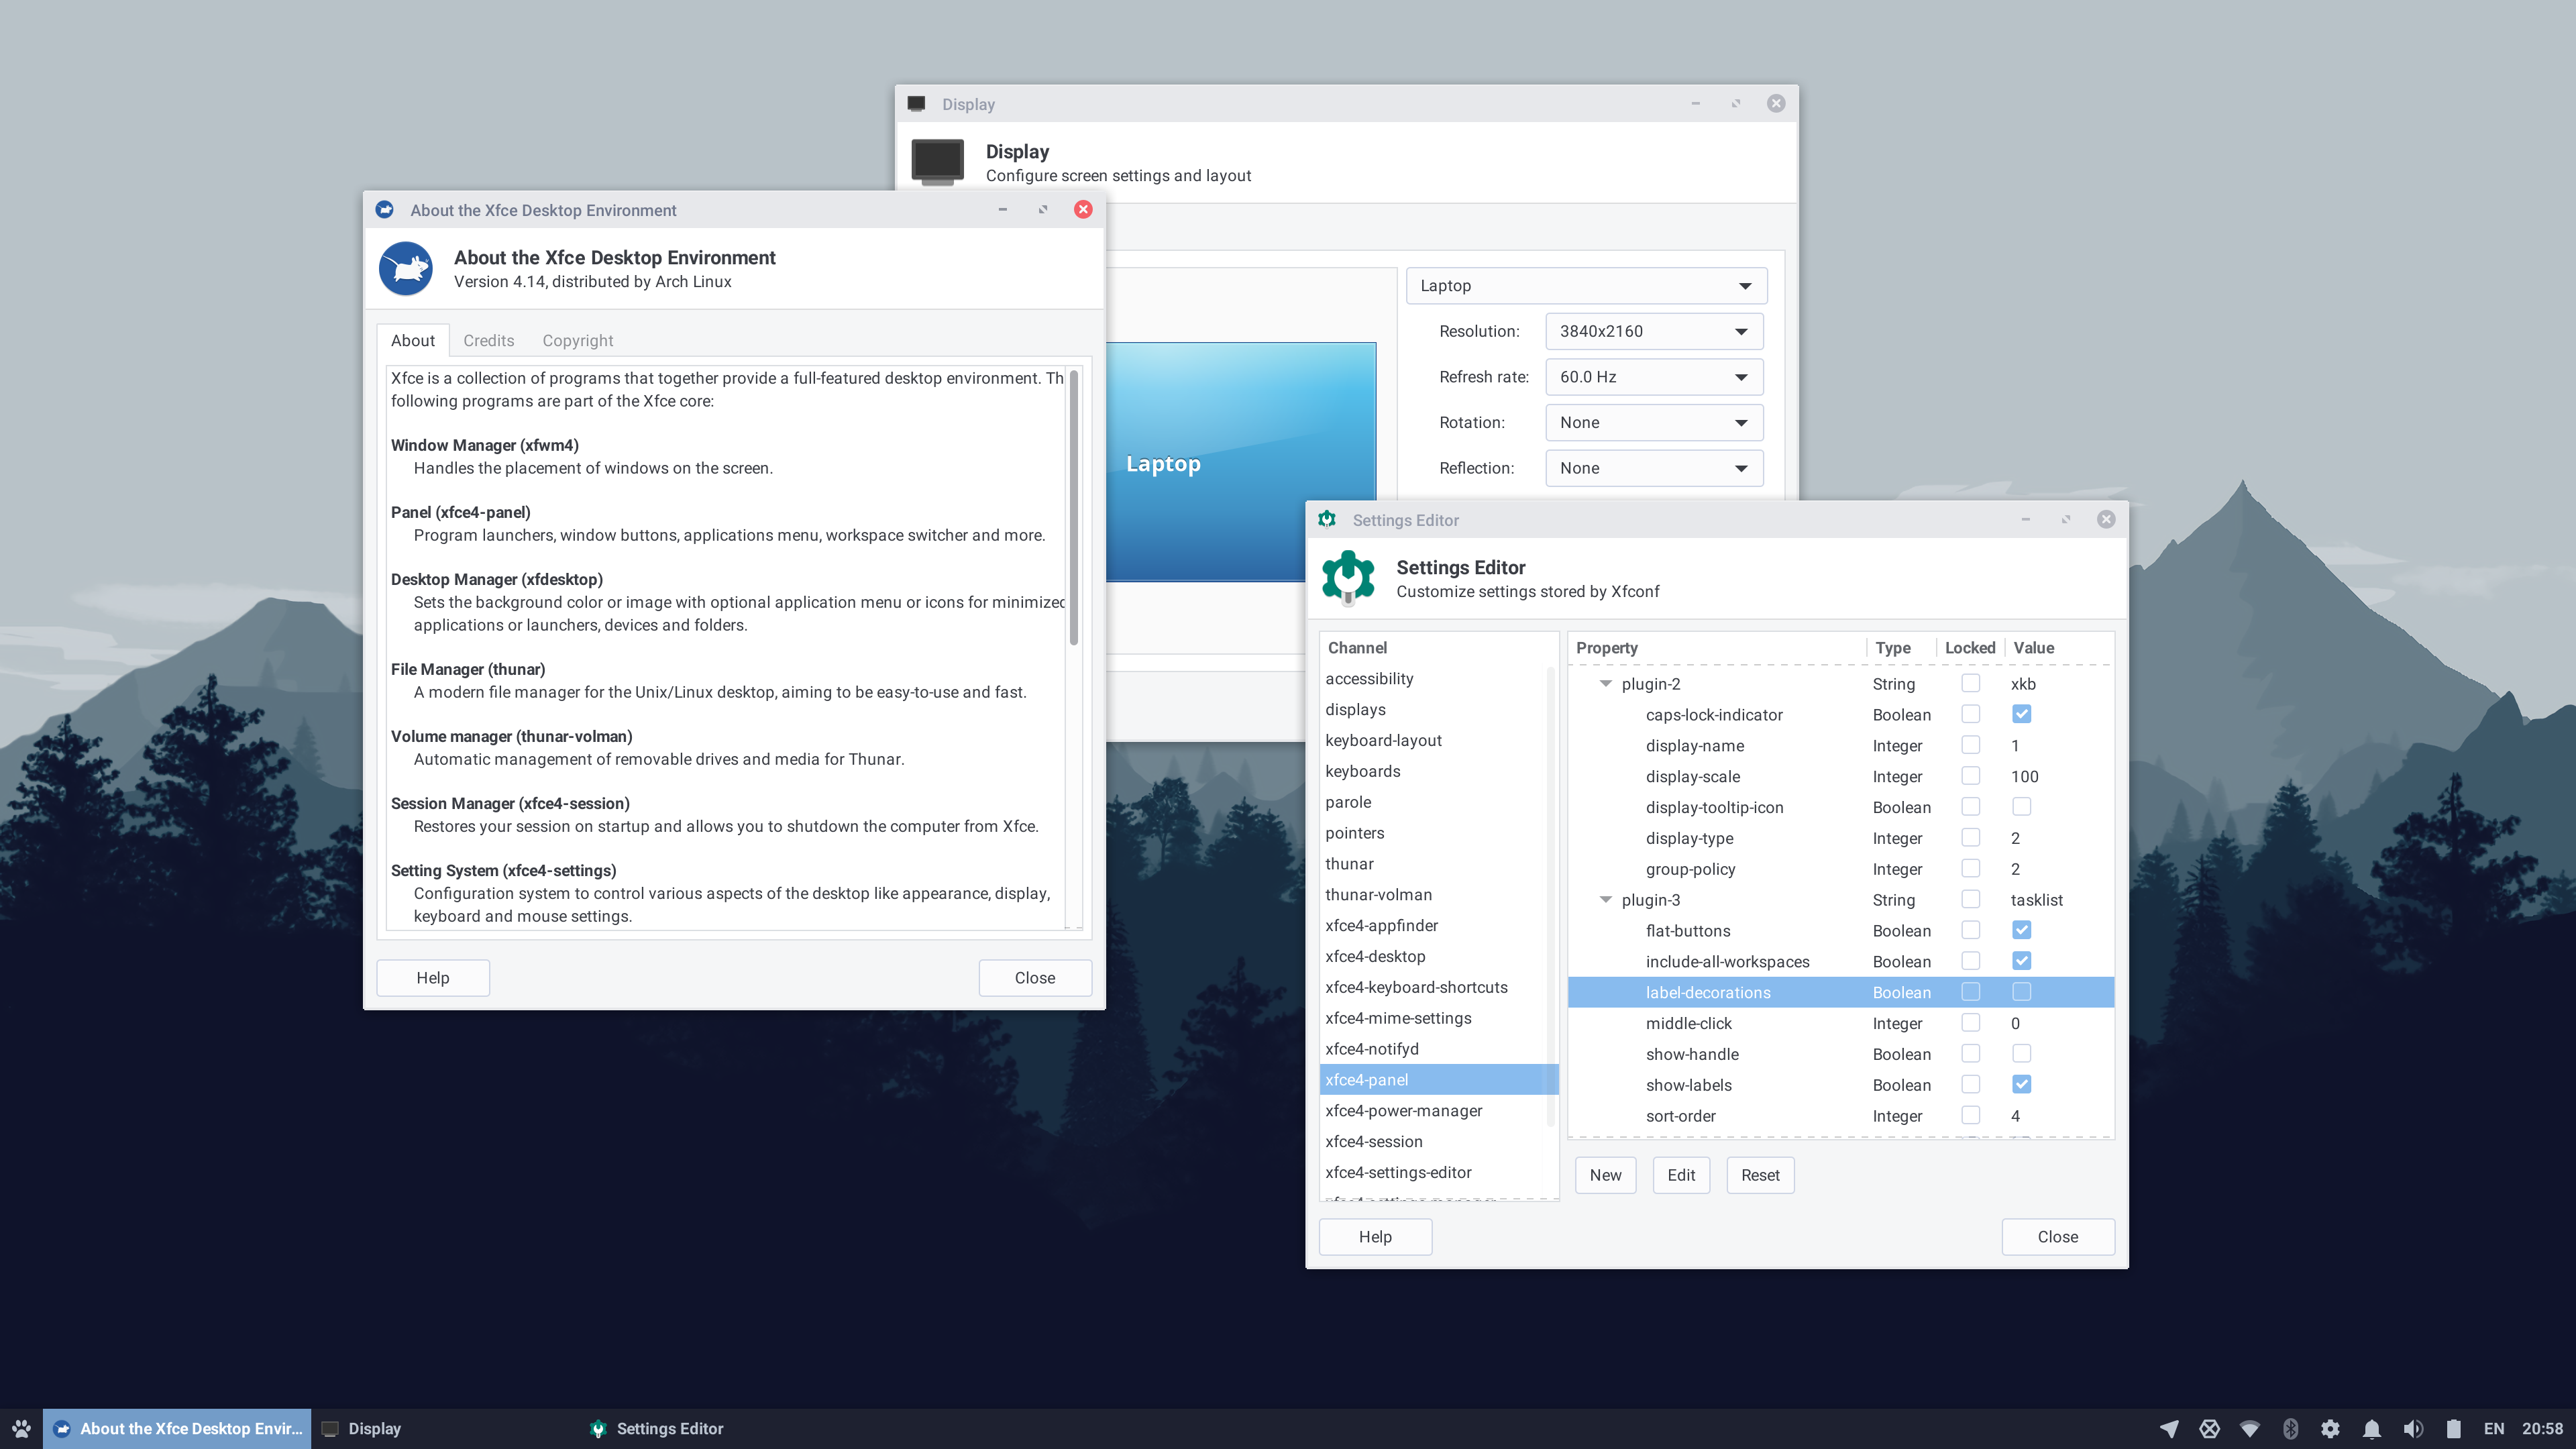 Display
Display
Configure screen settings and layout
About the Xfce Desktop Environment
About the Xfce Desktop Environment
Version 4.14, distributed by Arch Linux
About Credits Copyright
Xfce is a collection of programs that together provide a full-featured desktop environment. Th
following programs are part of the Xfce core:
Window Manager (xfwm4)
Handles the placement of windows on the screen.
Panel (xfce4-panel)
Program launchers, window buttons, applications menu, workspace switcher and more.
Desktop Manager (xfdesktop)
Sets the background color or image with optional application menu or icons for minimized
applications or launchers, devices and folders.
File Manager (thunar)
A modern file manager for the Unix/Linux desktop, aiming to be easy-to-use and fast.
Volume manager (thunar-volman)
Automatic management of removable drives and media for Thunar.
Session Manager (xfce4-session)
Restores your session on startup and allows you to shutdown the computer from Xfce.
Setting System (xfce4-settings)
Configuration system to control various aspects of the desktop like appearance, display,
keyboard and mouse settings.
Help Close
Laptop
Laptop
Resolution: 3840x2160
Refresh rate: 60.0 Hz
Rotation: None
Reflection: None
Settings Editor
Settings Editor
Customize settings stored by Xfconf
Channel
accessibility
displays
keyboard-layout
keyboards
parole
pointers
thunar
thunar-volman
xfce4-appfinder
xfce4-desktop
xfce4-keyboard-shortcuts
xfce4-mime-settings
xfce4-notifyd
xfce4-panel
xfce4-power-manager
xfce4-session
xfce4-settings-editor
Property Type Locked Value
plugin-2 String xkb
caps-lock-indicator Boolean
display-name Integer 1
display-scale Integer 100
display-tooltip-icon Boolean
display-type Integer 2
group-policy Integer 2
plugin-3 String tasklist
flat-buttons Boolean
include-all-workspaces Boolean
label-decorations Boolean
middle-click Integer 0
show-handle Boolean
show-labels Boolean
sort-order Integer 4
New Edit Reset
Help Close
About the Xfce Desktop Envir... Display Settings Editor EN 20:58